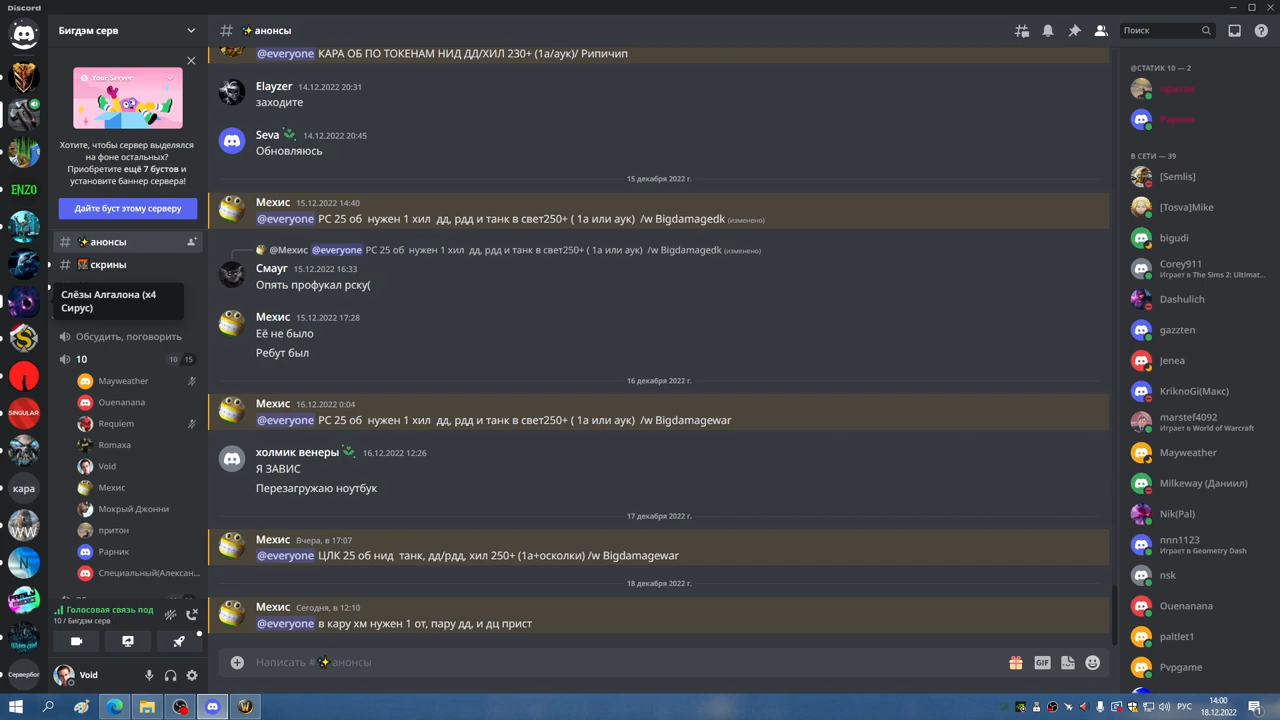 Discord
Бигдэм серв
Your Server
Хотите, чтобы сервер выделялся
на фоне остальных?
Приобретите ещё 7 бустов и
установите баннер сервера!
Дайте буст этому серверу
# ✨анонсы
# скрины
Слёзы Алгалона (x4
Сирус)
Обсудить, поговорить
10
10 15
Mayweather
Ouenanana
Requiem
Romaxa
Void
Мехис
Мокрый Джонни
притон
Рарник
Специальный(Алексан...
Голосовая связь под
10 / Бигдэм серв
Void
ENZO
SINGULAR
кара
WW
Сервербог
# ✨анонсы
Поиск
@everyone КАРА ОБ ПО ТОКЕНАМ НИД ДД/ХИЛ 230+ (1а/аук)/ Рипичип
Elayzer 14.12.2022 20:31
заходите
Seva 14.12.2022 20:45
Обновляюсь
15 декабря 2022 г.
Мехис 15.12.2022 14:40
@everyone РС 25 об нужен 1 хил дд, рдд и танк в свет250+ ( 1а или аук) /w Bigdamagedk (изменено)
@Мехис @everyone РС 25 об нужен 1 хил дд, рдд и танк в свет250+ ( 1а или аук) /w Bigdamagedk (изменено)
Смауг 15.12.2022 16:33
Опять профукал рску(
Мехис 15.12.2022 17:28
Её не было
Ребут был
16 декабря 2022 г.
Мехис 16.12.2022 0:04
@everyone РС 25 об нужен 1 хил дд, рдд и танк в свет250+ ( 1а или аук) /w Bigdamagewar
холмик венеры 16.12.2022 12:26
Я ЗАВИС
Перезагружаю ноутбук
17 декабря 2022 г.
Мехис Вчера, в 17:07
@everyone ЦЛК 25 об нид танк, дд/рдд, хил 250+ (1а+осколки) /w Bigdamagewar
18 декабря 2022 г.
Мехис Сегодня, в 12:10
@everyone в кару хм нужен 1 от, пару дд, и дц прист
Написать #✨анонсы
GIF
@СТАТИК 10 — 2
притон
Рарник
В СЕТИ — 39
[Semlis]
[Tosva]Mike
bigudi
Corey911
Играет в The Sims 2: Ultimat...
Dashulich
gazzten
Jenea
KriknoGi(Макс)
marstef4092
Играет в World of Warcraft
Mayweather
Milkeway (Даниил)
Nik(Pal)
nnn1123
Играет в Geometry Dash
nsk
Ouenanana
paltlet1
Pvpgame
РУС
14:00
18.12.2022
1